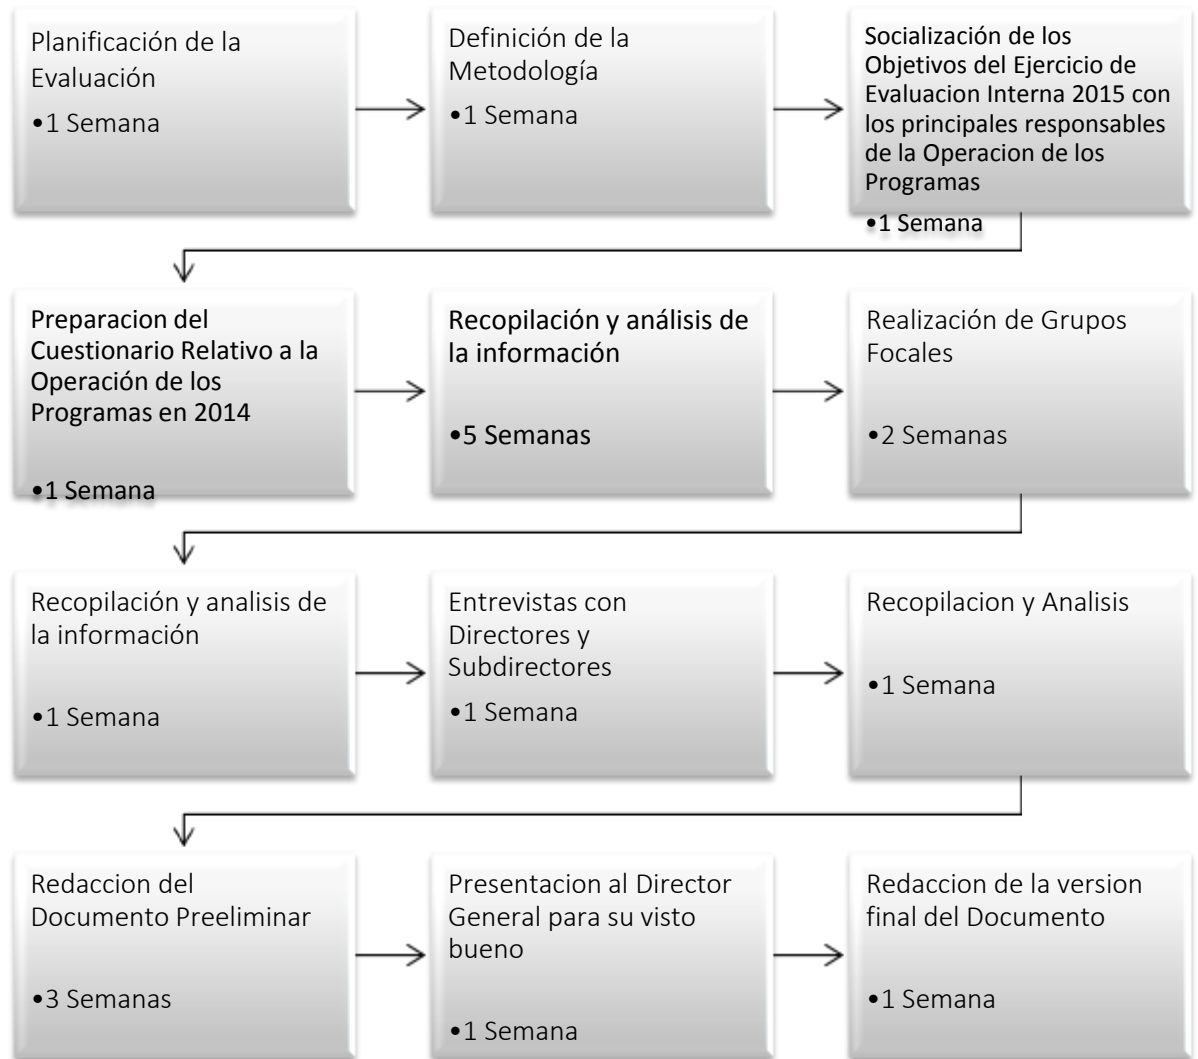 Planificación de la
Evaluación
•1 Semana
Definición de la
Metodología
•1 Semana
Socialización de los
Objetivos del Ejercicio de
Evaluacion Interna 2015 con
los principales responsables
de la Operacion de los
Programas
•1 Semana
Preparacion del
Cuestionario Relativo a la
Operación de los
Programas en 2014
•1 Semana
Recopilación y análisis de
la información
•5 Semanas
Realización de Grupos
Focales
•2 Semanas
Recopilación y analisis de
la información
•1 Semana
Entrevistas con
Directores y
Subdirectores
•1 Semana
Recopilacion y Analisis
•1 Semana
Redaccion del
Documento Preeliminar
•3 Semanas
Presentacion al Director
General para su visto
bueno
•1 Semana
Redaccion de la version
final del Documento
•1 Semana